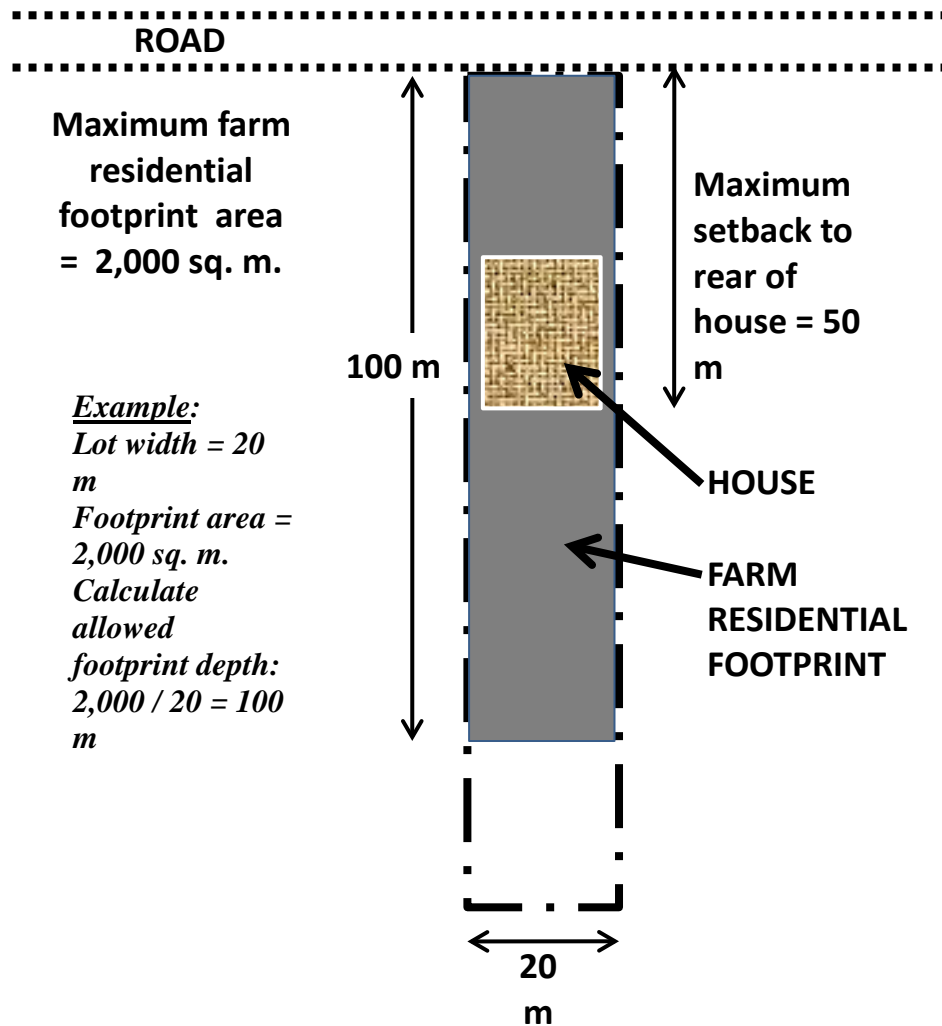 ROAD
Maximum farm
residential
footprint area
= 2,000 sq. m.
Maximum
setback to
rear of
house = 50
m
100 m
Example:
Lot width = 20
m
Footprint area =
2,000 sq. m.
Calculate
allowed
footprint depth:
2,000 / 20 = 100
m
HOUSE
FARM
RESIDENTIAL
FOOTPRINT
20
m